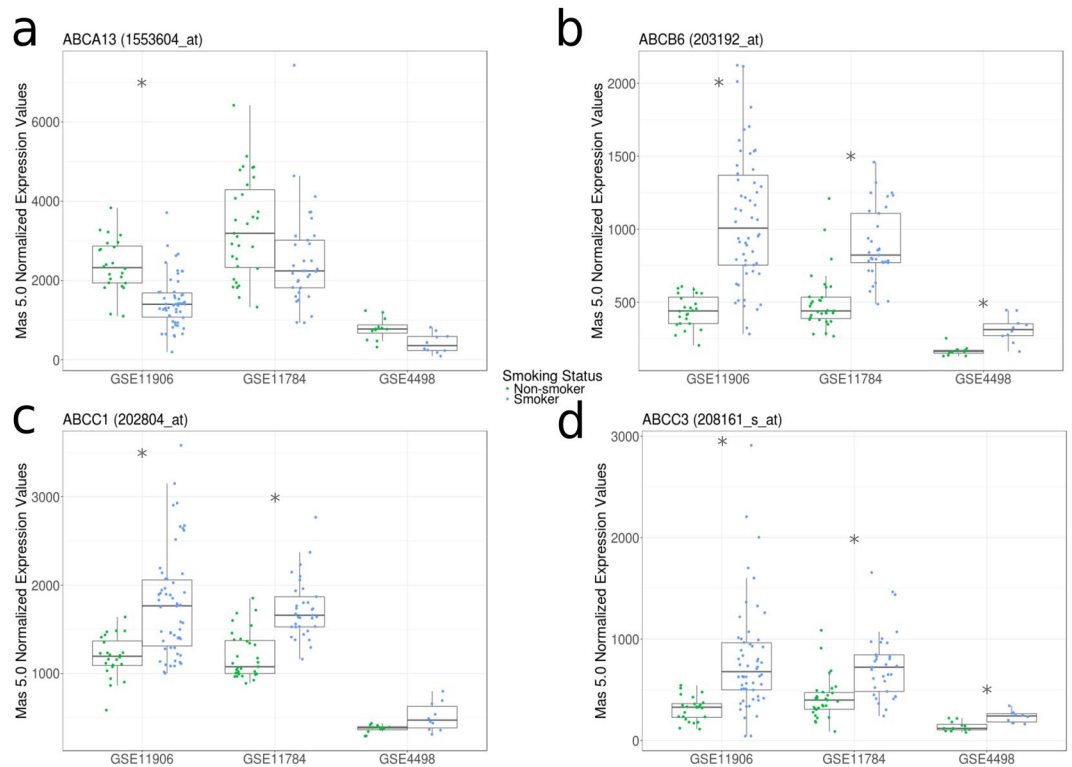 a
ABCA13 (1553604_at)
Mas 5.0 Normalized Expression Values
6000
4000
2000
0
*
GSE11906 GSE11784 GSE4498
b
ABCB6 (203192_at)
Mas 5.0 Normalized Expression Values
2000
1500
1000
500
* * *
GSE11906 GSE11784 GSE4498
Smoking Status
Non-smoker
Smoker
c
ABCC1 (202804_at)
Mas 5.0 Normalized Expression Values
3000
2000
1000
* *
GSE11906 GSE11784 GSE4498
d
ABCC3 (208161_s_at)
Mas 5.0 Normalized Expression Values
3000
2000
1000
0
* * *
GSE11906 GSE11784 GSE4498